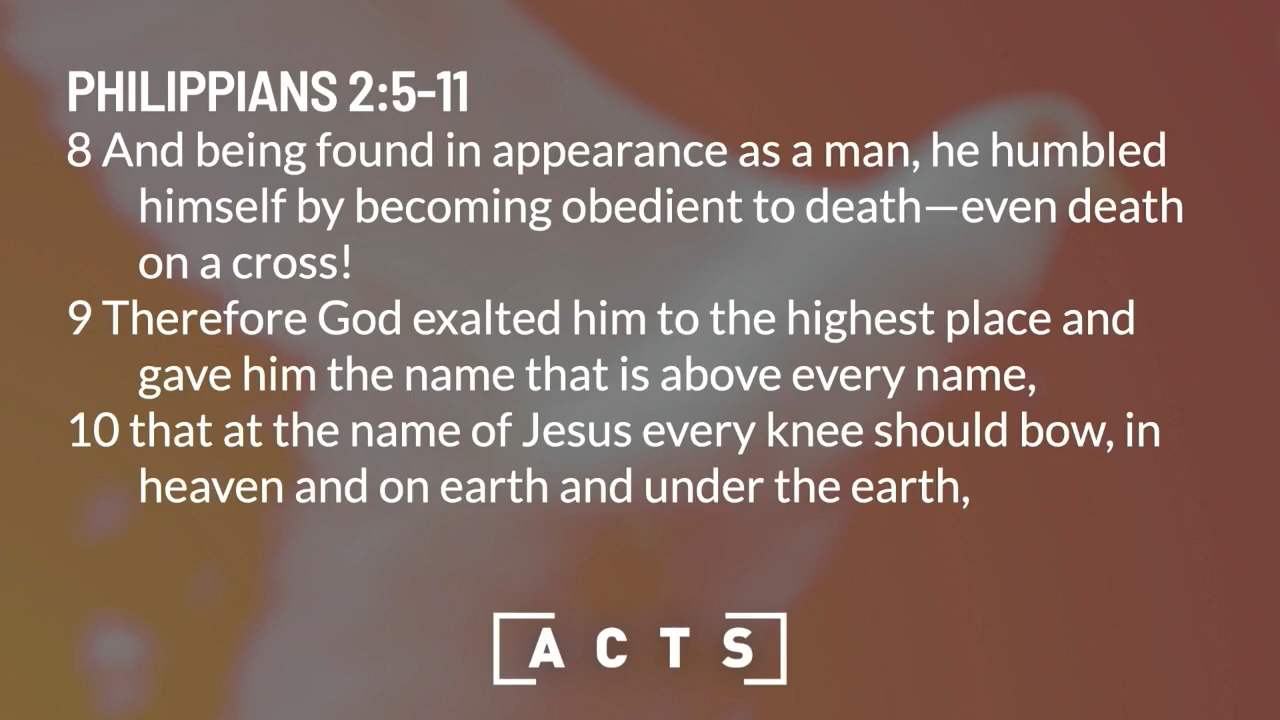 PHILIPPIANS 2:5-11
8 And being found in appearance as a man, he humbled
himself by becoming obedient to death—even death
on a cross!
9 Therefore God exalted him to the highest place and
gave him the name that is above every name,
10 that at the name of Jesus every knee should bow, in
heaven and on earth and under the earth,
ACTS